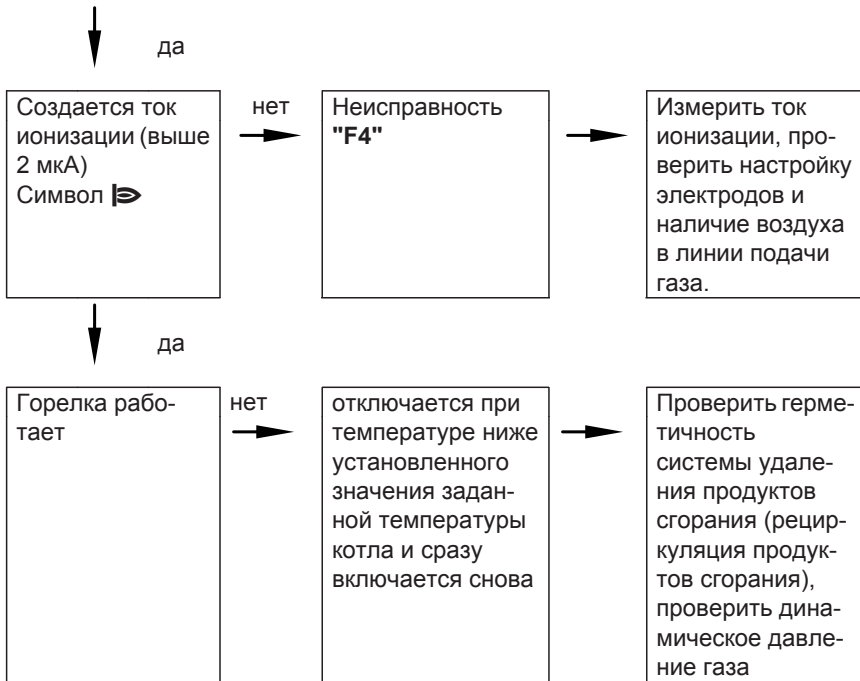 да
Создается ток
ионизации (выше
2 мкА)
Символ
нет
Неисправность
"F4"
Измерить ток
ионизации, про-
верить настройку
электродов и
наличие воздуха
в линии подачи
газа.
да
Горелка рабо-
тает
нет
отключается при
температуре ниже
установленного
значения задан-
ной температуры
котла и сразу
включается снова
Проверить герме-
тичность
системы удале-
ния продуктов
сгорания (рецир-
куляция продук-
тов сгорания),
проверить дина-
мическое давле-
ние газа